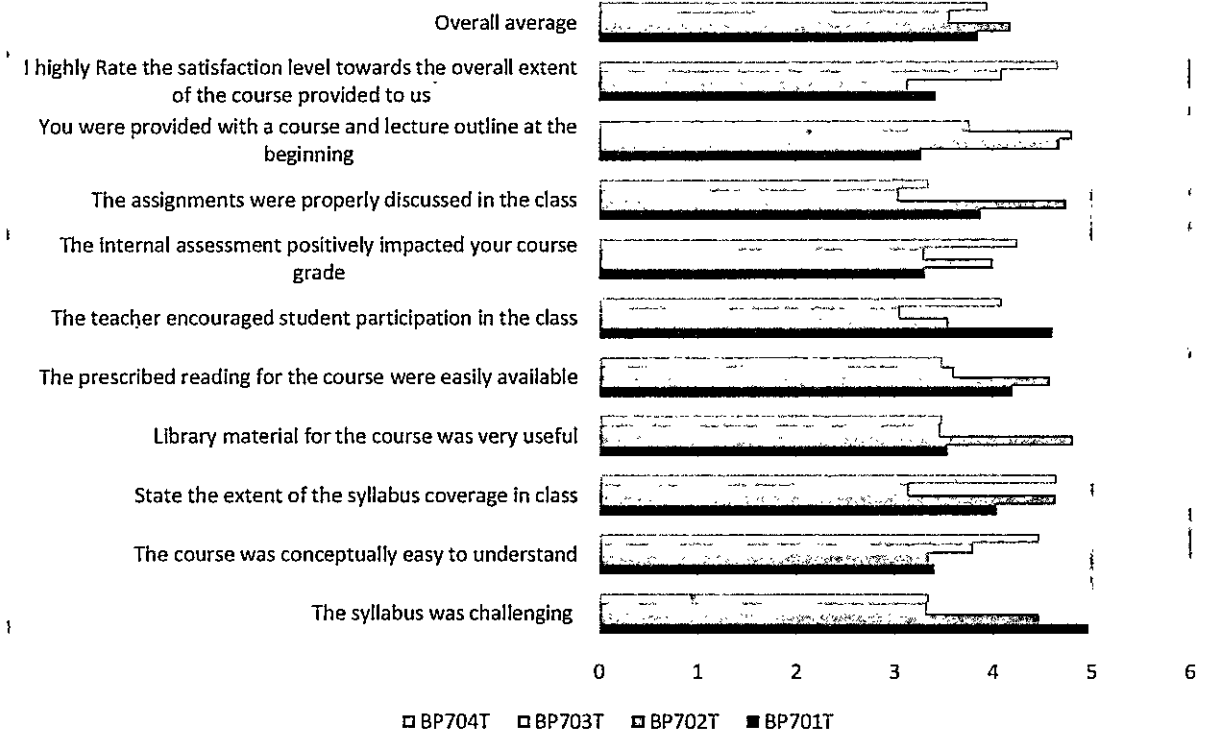 Overall average
I highly Rate the satisfaction level towards the overall extent
of the course provided to us
You were provided with a course and lecture outline at the
beginning
The assignments were properly discussed in the class
The internal assessment positively impacted your course
grade
The teacher encouraged student participation in the class
The prescribed reading for the course were easily available
Library material for the course was very useful
State the extent of the syllabus coverage in class
The course was conceptually easy to understand
The syllabus was challenging
0 1 2 3 4 5 6
BP704T BP703T BP702T BP701T